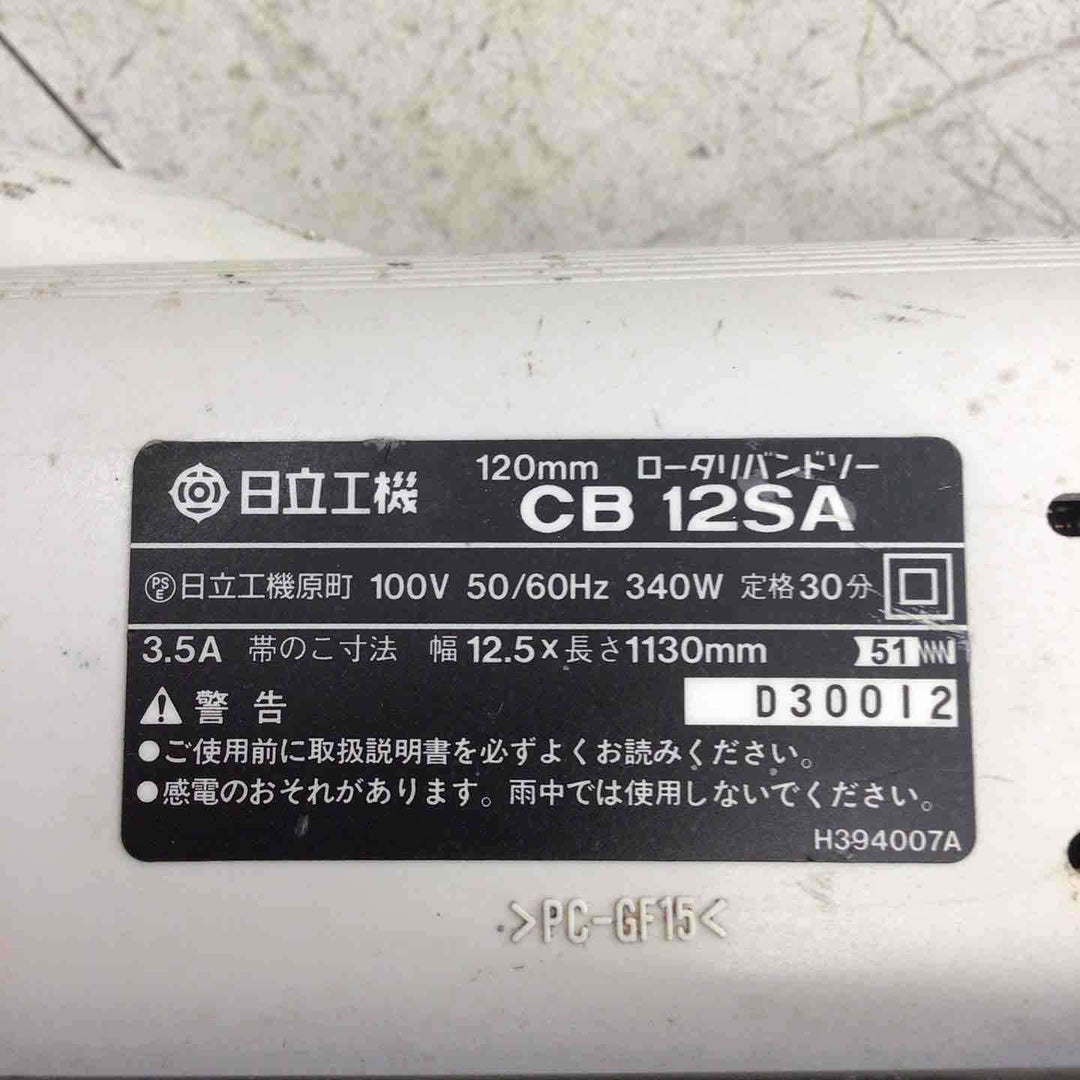 日立工機 120mm ロータリバンドソー
CB 12SA
PSE 日立工機原町 100V 50/60Hz 340W 定格30分
3.5A 帯のこ寸法 幅12.5×長さ1130mm 51
警告 D30012
●ご使用前に取扱説明書を必ずよくお読みください。
●感電のおそれがあります。雨中では使用しないでください。
H394007A
>PC-GF15<